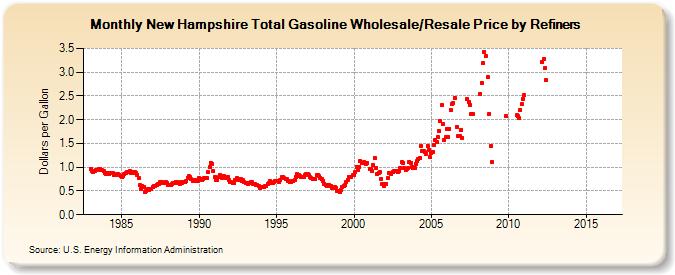 Monthly New Hampshire Total Gasoline Wholesale/Resale Price by Refiners
Dollars per Gallon
3.5
3.0
2.5
2.0
1.5
1.0
0.5
0.0
1985 1990 1995 2000 2005 2010 2015
Source: U.S. Energy Information Administration